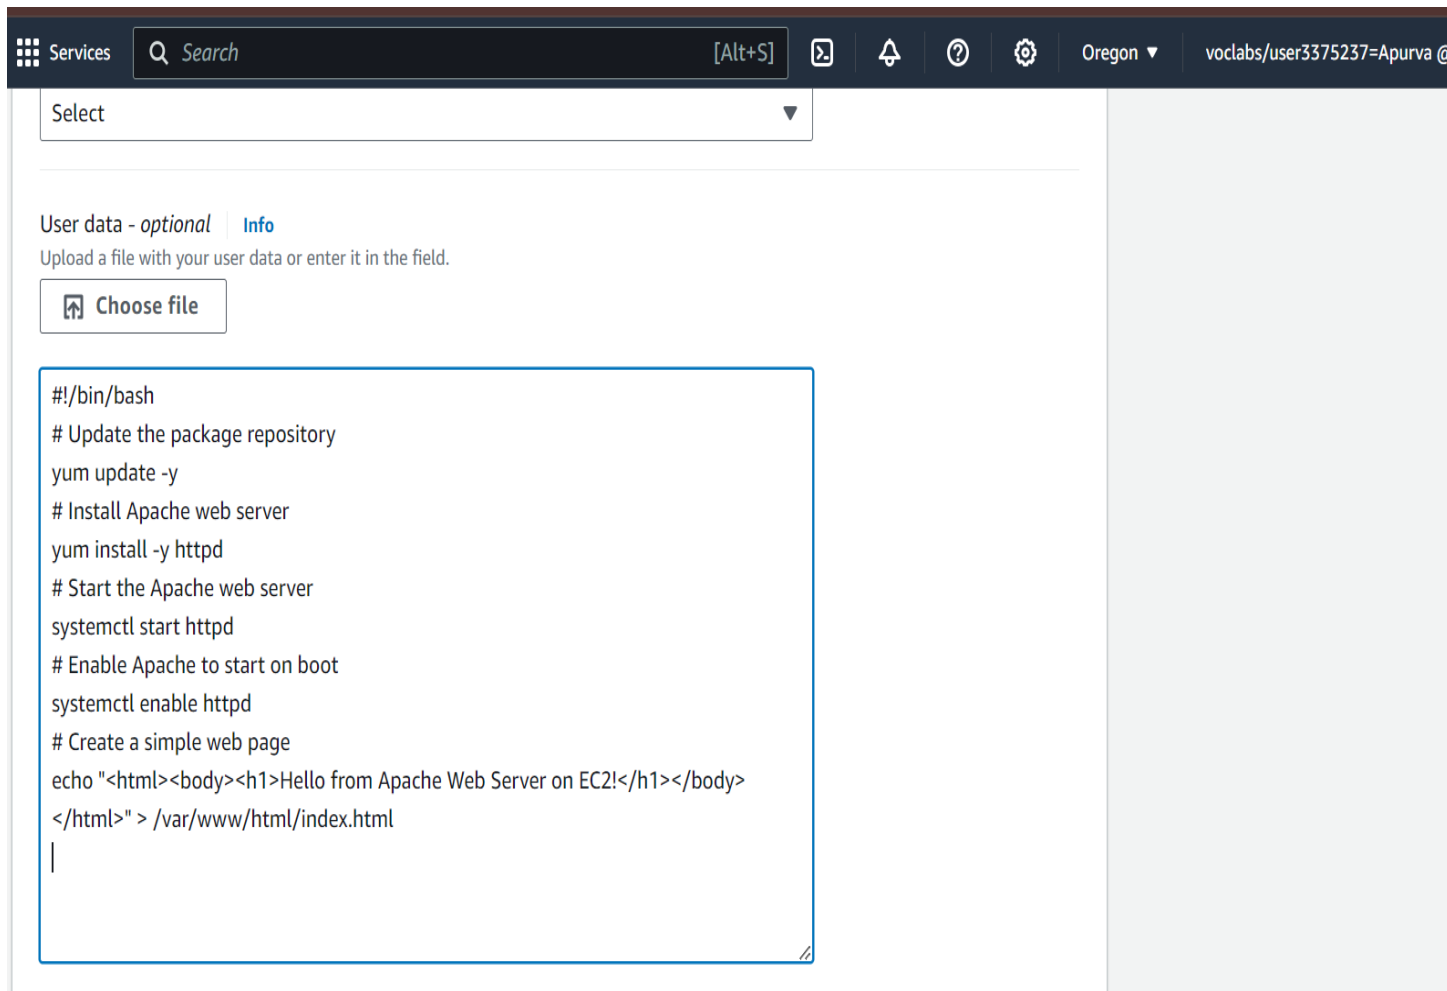 Services
Search [Alt+S]
Oregon ▼
voclabs/user3375237=Apurva @
Select
User data - optional Info
Upload a file with your user data or enter it in the field.
Choose file
#!/bin/bash
# Update the package repository
yum update -y
# Install Apache web server
yum install -y httpd
# Start the Apache web server
systemctl start httpd
# Enable Apache to start on boot
systemctl enable httpd
# Create a simple web page
echo "<html><body><h1>Hello from Apache Web Server on EC2!</h1></body>
</html>" > /var/www/html/index.html